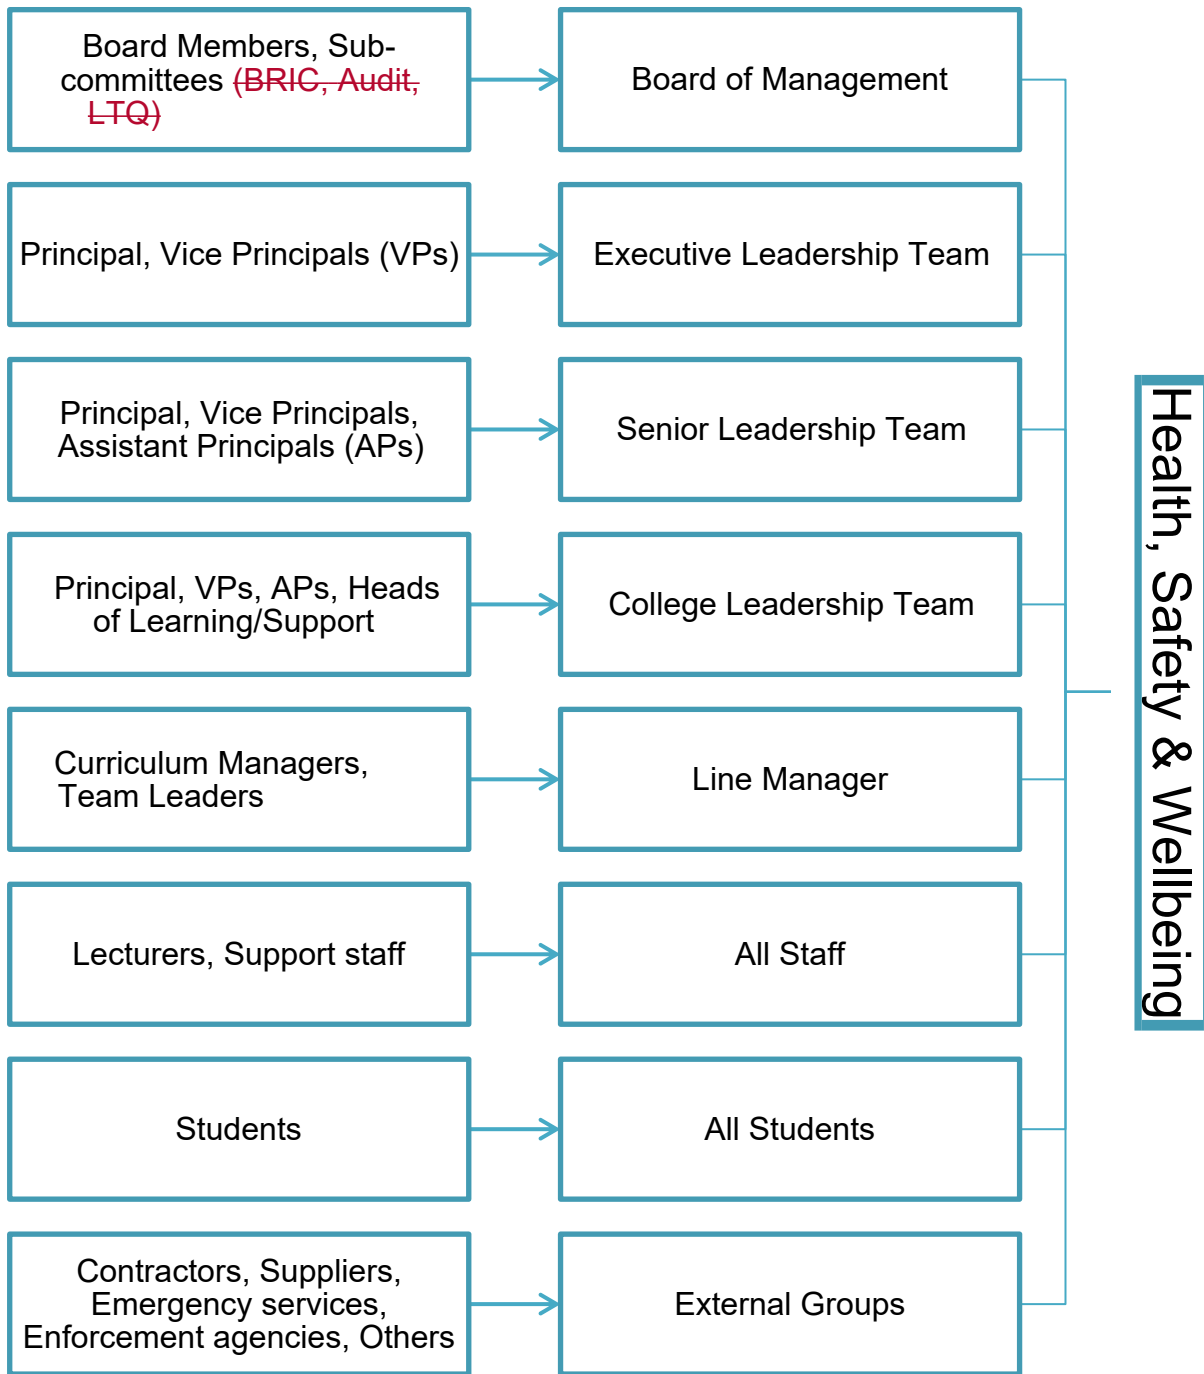 Board Members, Sub-
committees (BRIC, Audit,
LTQ)
Board of Management
Principal, Vice Principals (VPs)
Executive Leadership Team
Principal, Vice Principals,
Assistant Principals (APs)
Senior Leadership Team
Principal, VPs, APs, Heads
of Learning/Support
College Leadership Team
Curriculum Managers,
Team Leaders
Line Manager
Lecturers, Support staff
All Staff
Students
All Students
Contractors, Suppliers,
Emergency services,
Enforcement agencies, Others
External Groups
Health, Safety & Wellbeing